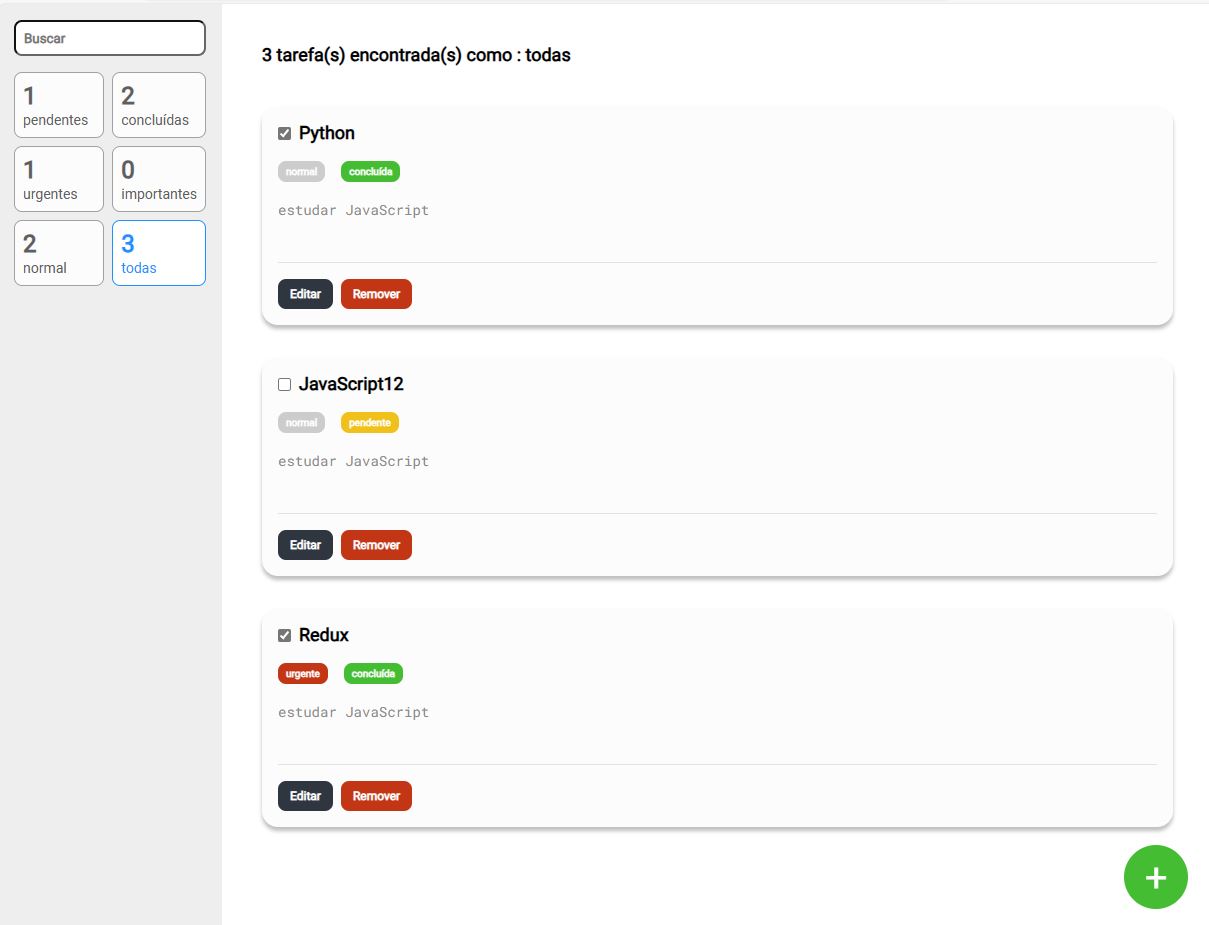 Buscar
1
pendentes
2
concluídas
1
urgentes
0
importantes
2
normal
3
todas
3 tarefa(s) encontrada(s) como : todas
Python
normal
concluída
estudar JavaScript
Editar
Remover
JavaScript12
normal
pendente
estudar JavaScript
Editar
Remover
Redux
urgente
concluída
estudar JavaScript
Editar
Remover
+